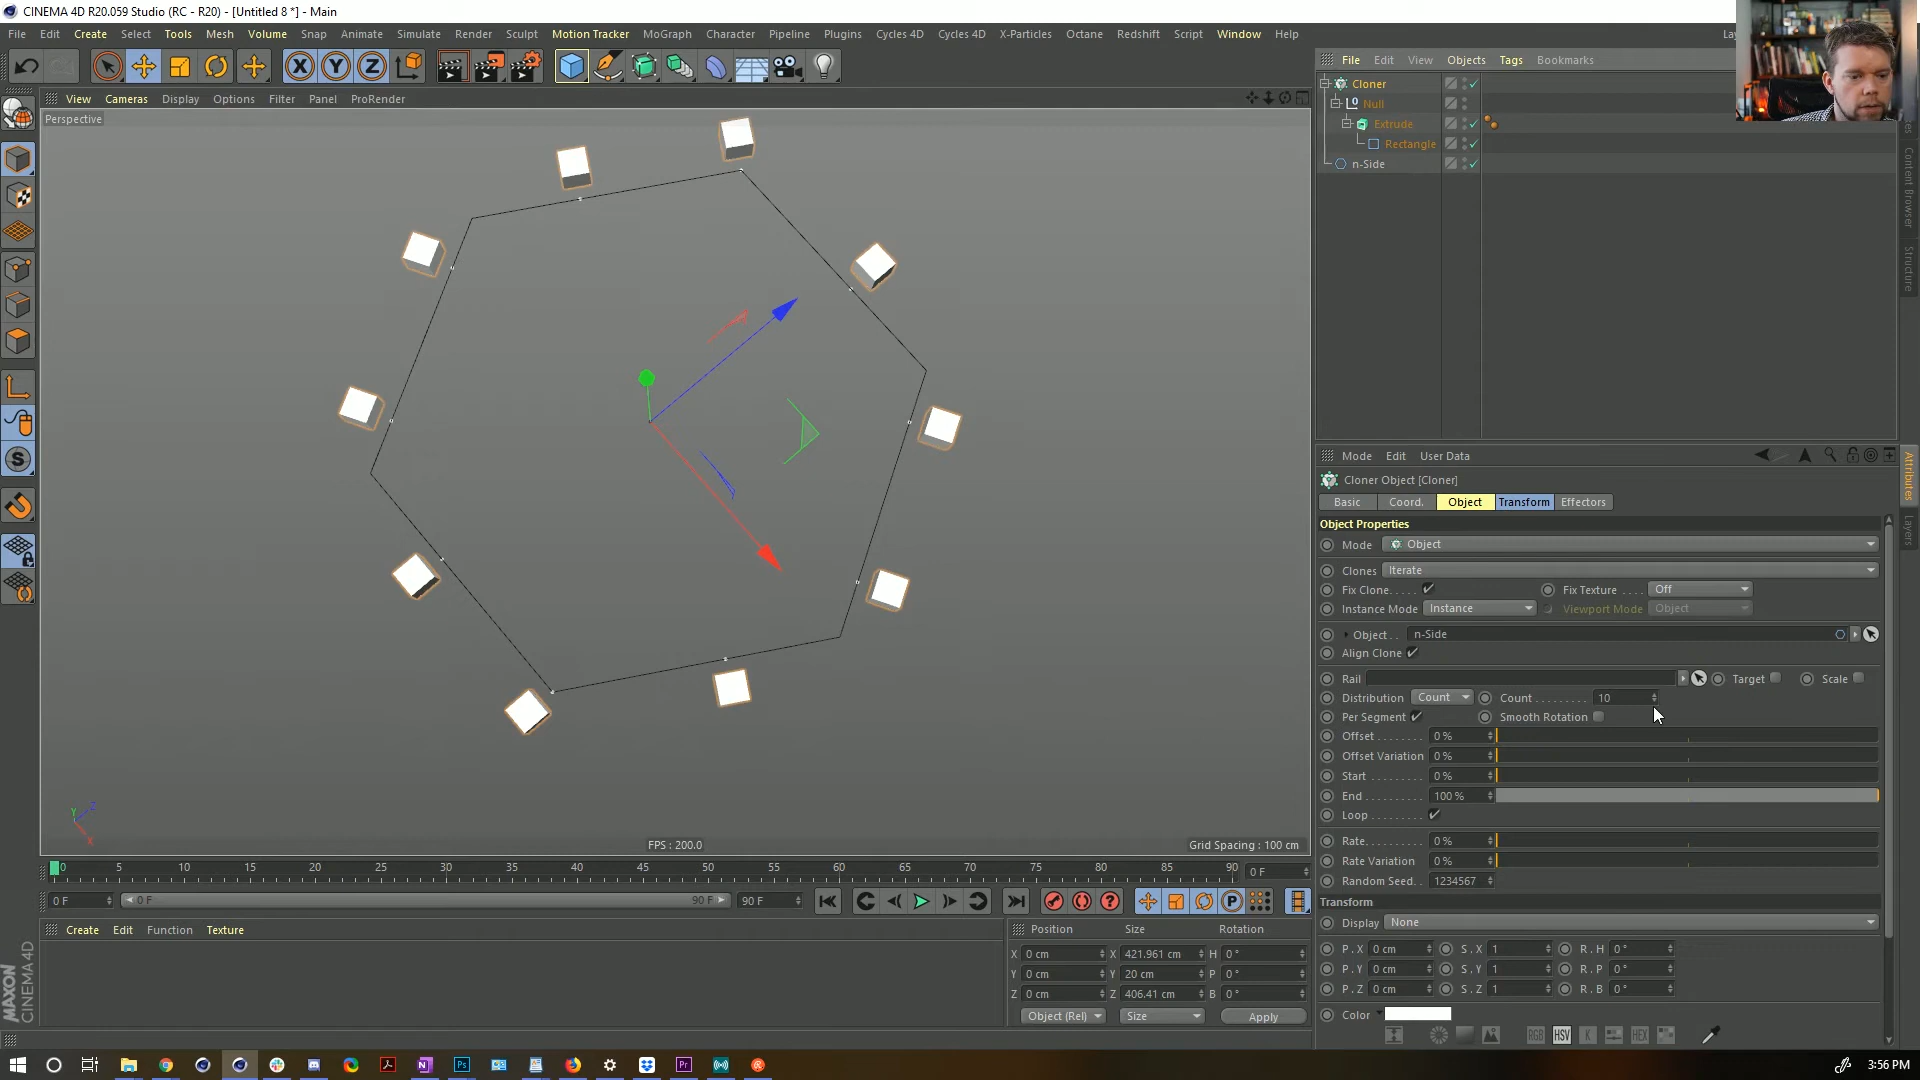 CINEMA 4D R20.059 Studio (RC - R20) - [Untitled 8 *] - Main
File Edit Create Select Tools Mesh Volume Snap Animate Simulate Render Sculpt Motion Tracker MoGraph Character Pipeline Plugins Cycles 4D Cycles 4D X-Particles Octane Redshift Script Window Help
File Edit View Objects Tags Bookmarks
View Cameras Display Options Filter Panel ProRender
Perspective
Cloner
Null
Extrude
Rectangle
n-Side
Content Browser
Structure
Mode Edit User Data
Cloner Object [Cloner]
Basic Coord. Object Transform Effectors
Attributes
Layers
Object Properties
Mode Object
Clones Iterate
Fix Clone..... Fix Texture .... Off
Instance Mode Instance Viewport Mode Object
Object .. n-Side
Align Clone
Rail Target Scale
Distribution Count Count ......... 10
Per Segment Smooth Rotation
Offset ........ 0 %
Offset Variation 0 %
Start ......... 0 %
End .......... 100 %
Loop ........
Rate......... 0 %
Rate Variation 0 %
Random Seed.. 1234567
Transform
Display None
P . X 0 cm S . X 1 R . H 0 °
P . Y 0 cm S . Y 1 R . P 0 °
P . Z 0 cm S . Z 1 R . B 0 °
Color
RGB HSV K HEX
Y Z X
FPS : 200.0
Grid Spacing : 100 cm
0 5 10 15 20 25 30 35 40 45 50 55 60 65 70 75 80 85 90 0 F
0 F 0 F 90 F 90 F
Create Edit Function Texture
Position Size Rotation
X 0 cm X 421.961 cm H 0 °
Y 0 cm Y 20 cm P 0 °
Z 0 cm Z 406.41 cm B 0 °
Object (Rel) Size Apply
MAXON
CINEMA 4D
3:56 PM